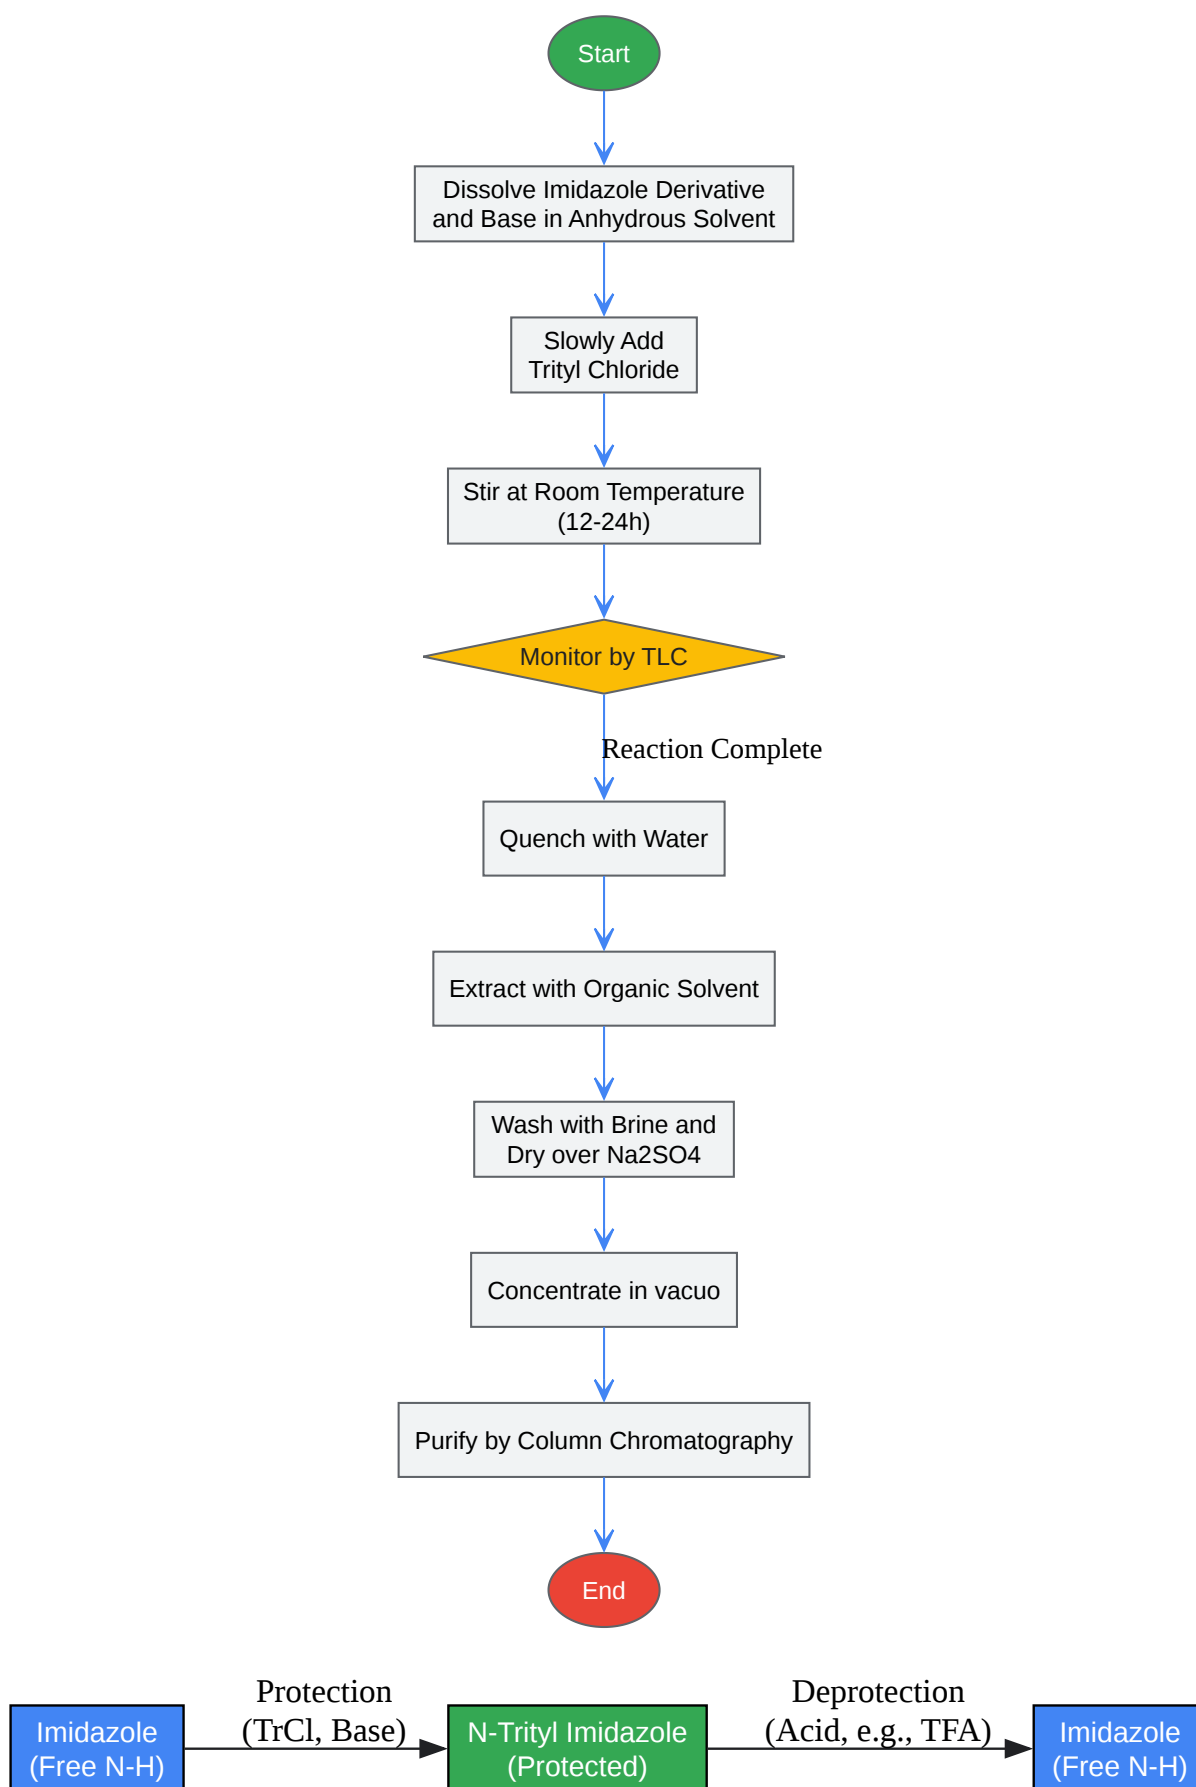 Start
Dissolve Imidazole Derivative
and Base in Anhydrous Solvent
Slowly Add
Trityl Chloride
Stir at Room Temperature
(12-24h)
Monitor by TLC
Reaction Complete
Quench with Water
Extract with Organic Solvent
Wash with Brine and
Dry over Na2SO4
Concentrate in vacuo
Purify by Column Chromatography
End
Imidazole
(Free N-H)
Protection
(TrCl, Base)
N-Trityl Imidazole
(Protected)
Deprotection
(Acid, e.g., TFA)
Imidazole
(Free N-H)